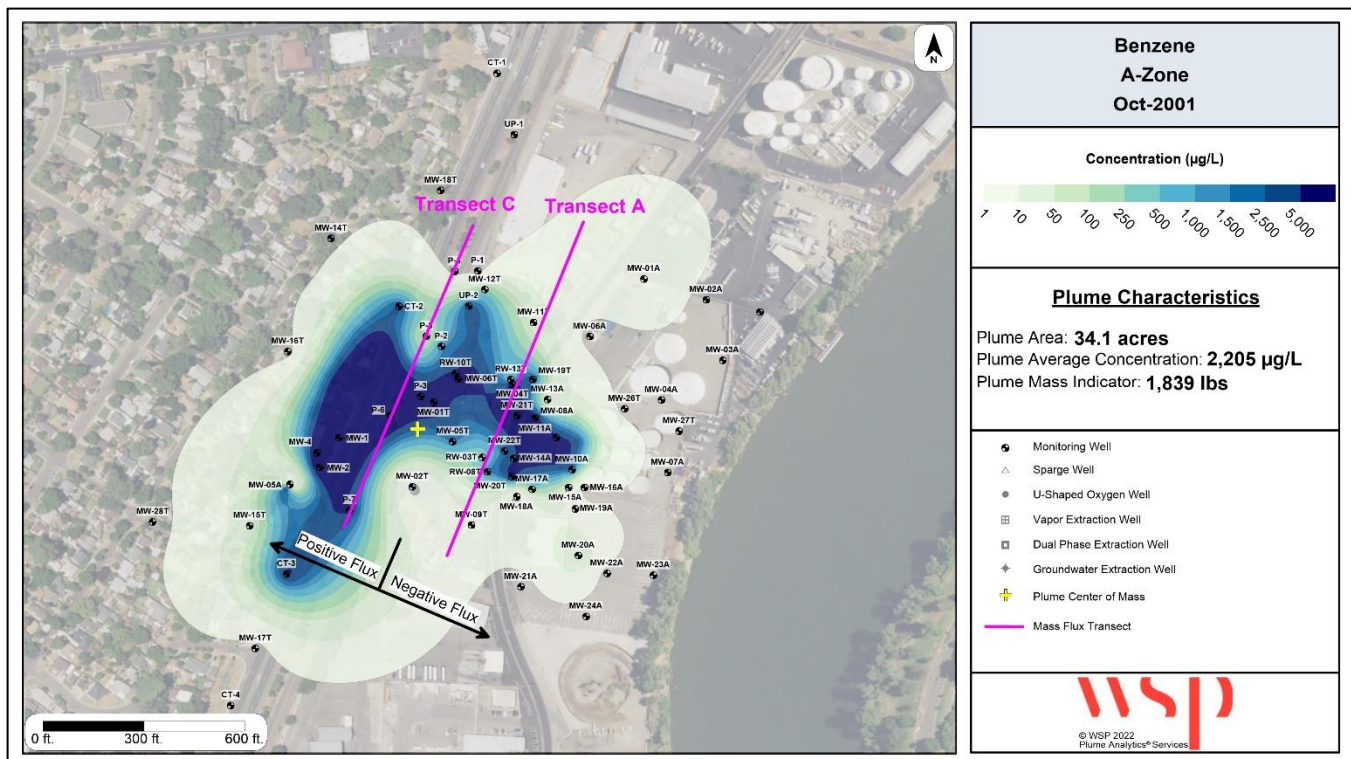 CT-1
UP-1
MW-18T
Transect C
Transect A
MW-14T
P-1
MW-12T
MW-01A
MW-02A
CT-2
UP-2
MW-11
MW-06A
MW-16T
P-2
MW-03A
RW-10T
MW-06T
RW-13T
MW-19T
P-3
MW-04T
MW-13A
MW-04A
MW-26T
P-6
MW-01T
MW-21T
MW-08A
MW-27T
MW-4
MW-1
MW-05T
MW-11A
MW-2
RW-03T
MW-22T
MW-14A
MW-10A
MW-07A
MW-05A
MW-02T
RW-08T
MW-20T
MW-17A
MW-15A
MW-16A
MW-28T
MW-15T
P-7
MW-18A
MW-19A
MW-09T
Positive Flux
Negative Flux
CT-3
MW-20A
MW-22A
MW-23A
MW-21A
MW-24A
MW-17T
CT-4
0 ft.
300 ft.
600 ft.
N
Benzene
A-Zone
Oct-2001
Concentration (µg/L)
1 10 50 100 250 500 1,000 1,500 2,500 5,000
Plume Characteristics
Plume Area: 34.1 acres
Plume Average Concentration: 2,205 µg/L
Plume Mass Indicator: 1,839 lbs
Monitoring Well
Sparge Well
U-Shaped Oxygen Well
Vapor Extraction Well
Dual Phase Extraction Well
Groundwater Extraction Well
Plume Center of Mass
Mass Flux Transect
wsp
© WSP 2022
Plume Analytics® Services